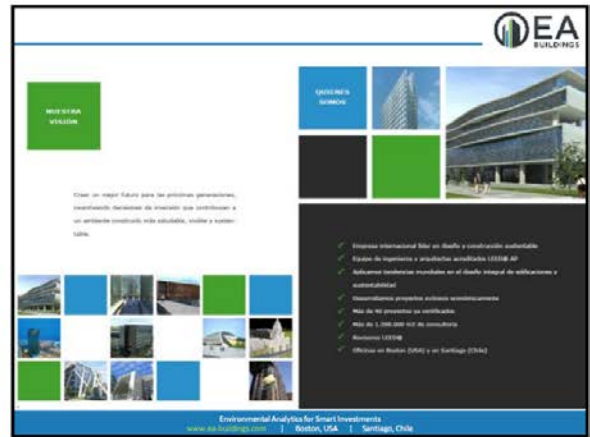 EA
BUILDINGS
NUESTRA
VISIÓN
Crear un mejor futuro para las próximas generaciones,
incentivando decisiones de inversión que contribuyan a
un ambiente construido más saludable, visible y susten-
table.
QUIENES
SOMOS
✓ Empresa internacional líder en diseño y construcción sustentable
✓ Equipo de ingenieros y arquitectos acreditados LEED® AP
✓ Aplicamos tendencias mundiales en el diseño integral de edificaciones y
sustentabilidad
✓ Desarrollamos proyectos exitosos económicamente
✓ Más de 40 proyectos ya certificados
✓ Más de 1.200.000 m2 de consultoría
✓ Revisores LEED®
✓ Oficinas en Boston (USA) y en Santiago (Chile)
Environmental Analytics for Smart Investments
www.ea-buildings.com | Boston, USA | Santiago, Chile